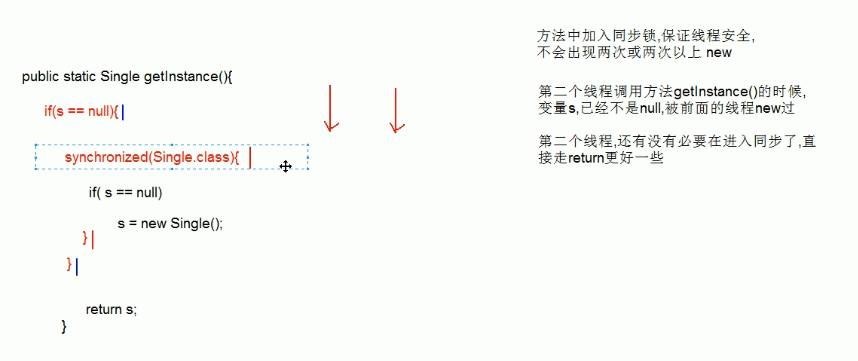 public static Single getInstance(){
if(s == null){
synchronized(Single.class){
if( s == null)
s = new Single();
}
}
return s;
}
方法中加入同步锁,保证线程安全,
不会出现两次或两次以上 new
第二个线程调用方法getInstance()的时候,
变量s,已经不是null,被前面的线程new过
第二个线程,还有没有必要在进入同步了,直
接走return更好一些